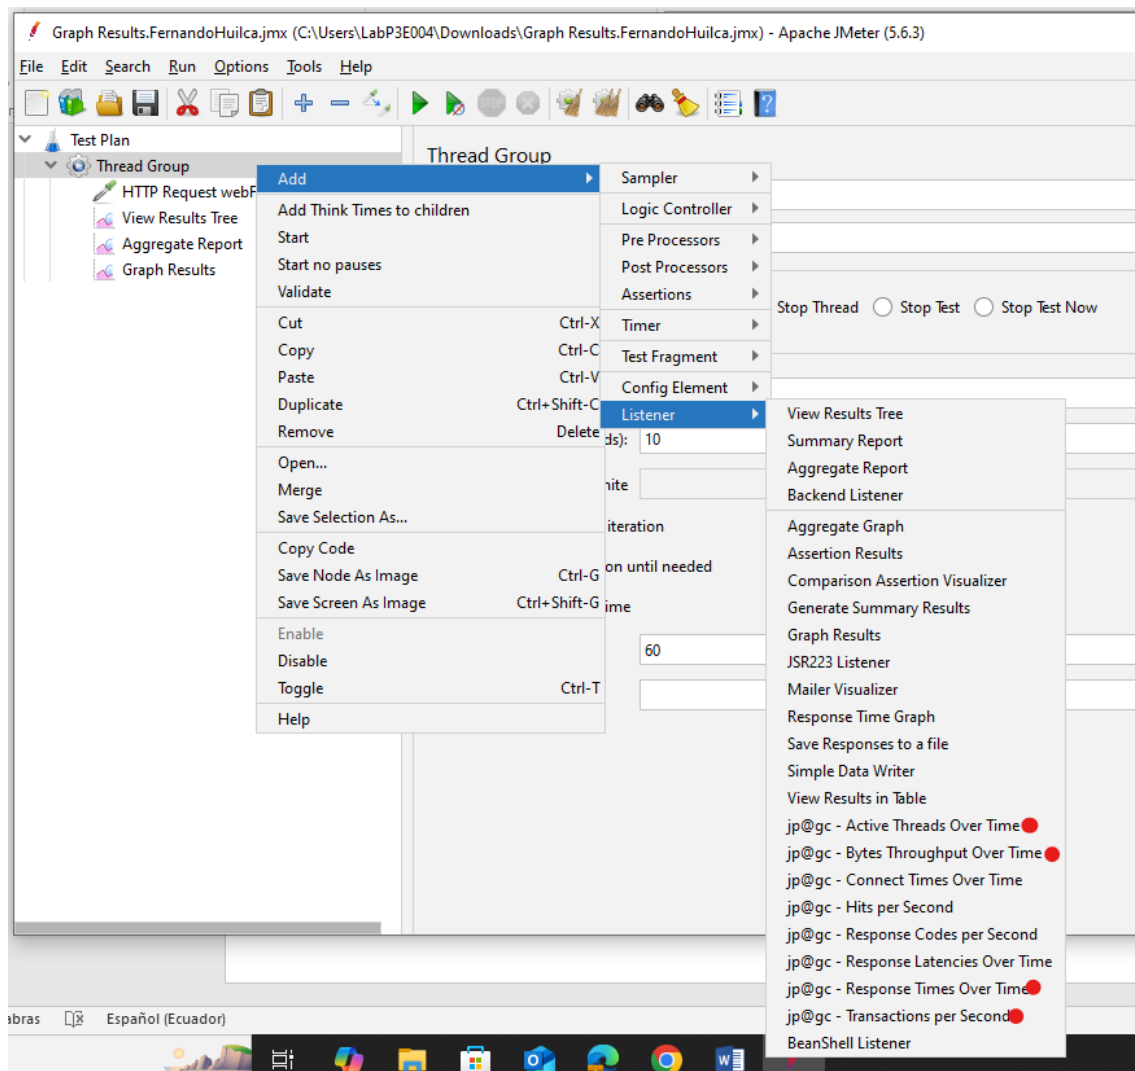 Graph Results.FernandoHuilca.jmx (C:\Users\LabP3E004\Downloads\Graph Results.FernandoHuilca.jmx) - Apache JMeter (5.6.3)
File Edit Search Run Options Tools Help
STOP
?
Test Plan
Thread Group
HTTP Request webF
View Results Tree
Aggregate Report
Graph Results
Thread Group
Stop Thread Stop Test Stop Test Now
ds): 10
nite
iteration
on until needed
ime
60
Add
Add Think Times to children
Start
Start no pauses
Validate
Cut Ctrl-X
Copy Ctrl-C
Paste Ctrl-V
Duplicate Ctrl+Shift-C
Remove Delete
Open...
Merge
Save Selection As...
Copy Code
Save Node As Image Ctrl-G
Save Screen As Image Ctrl+Shift-G
Enable
Disable
Toggle Ctrl-T
Help
Sampler
Logic Controller
Pre Processors
Post Processors
Assertions
Timer
Test Fragment
Config Element
Listener
View Results Tree
Summary Report
Aggregate Report
Backend Listener
Aggregate Graph
Assertion Results
Comparison Assertion Visualizer
Generate Summary Results
Graph Results
JSR223 Listener
Mailer Visualizer
Response Time Graph
Save Responses to a file
Simple Data Writer
View Results in Table
jp@gc - Active Threads Over Time
jp@gc - Bytes Throughput Over Time
jp@gc - Connect Times Over Time
jp@gc - Hits per Second
jp@gc - Response Codes per Second
jp@gc - Response Latencies Over Time
jp@gc - Response Times Over Time
jp@gc - Transactions per Second
BeanShell Listener
abras Español (Ecuador)